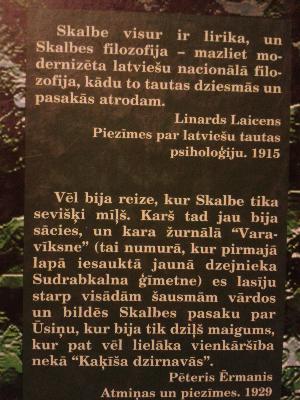 Skalbe visur ir lirika, un
Skalbes filozofija – mazliet mo-
dernizēta latviešu nacionālā filo-
zofija, kādu to tautas dziesmās un
pasakās atrodam.
Linards Laicens
Piezīmes par latviešu tautas
psiholoģiju. 1915
Vēl bija reize, kur Skalbe tika
sevišķi mīļš. Karš tad jau bija
sācies, un kara žurnālā “Vara-
vīksne” (tai numurā, kur pirmajā
lapā iesauktā jaunā dzejnieka
Sudrabkalna ģīmetne) es lasīju
starp visādām šausmām vārdos
un bildēs Skalbes pasaku par
Ūsiņu, kur bija tik dziļš maigums,
kur pat vēl lielāka vienkāršība
nekā “Kaķīša dzirnavās”.
Pēteris Ērmanis
Atmiņas un piezīmes. 1929